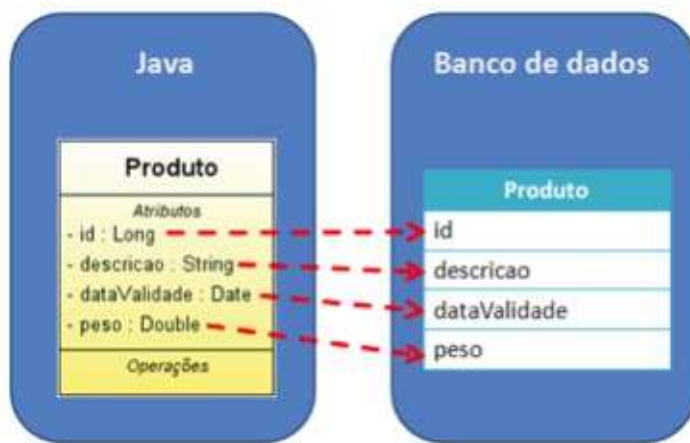 Java
Produto
Atributos
- id : Long
- descricao : String
- dataValidade : Date
- peso : Double
Operações
Banco de dados
Produto
id
descricao
dataValidade
peso